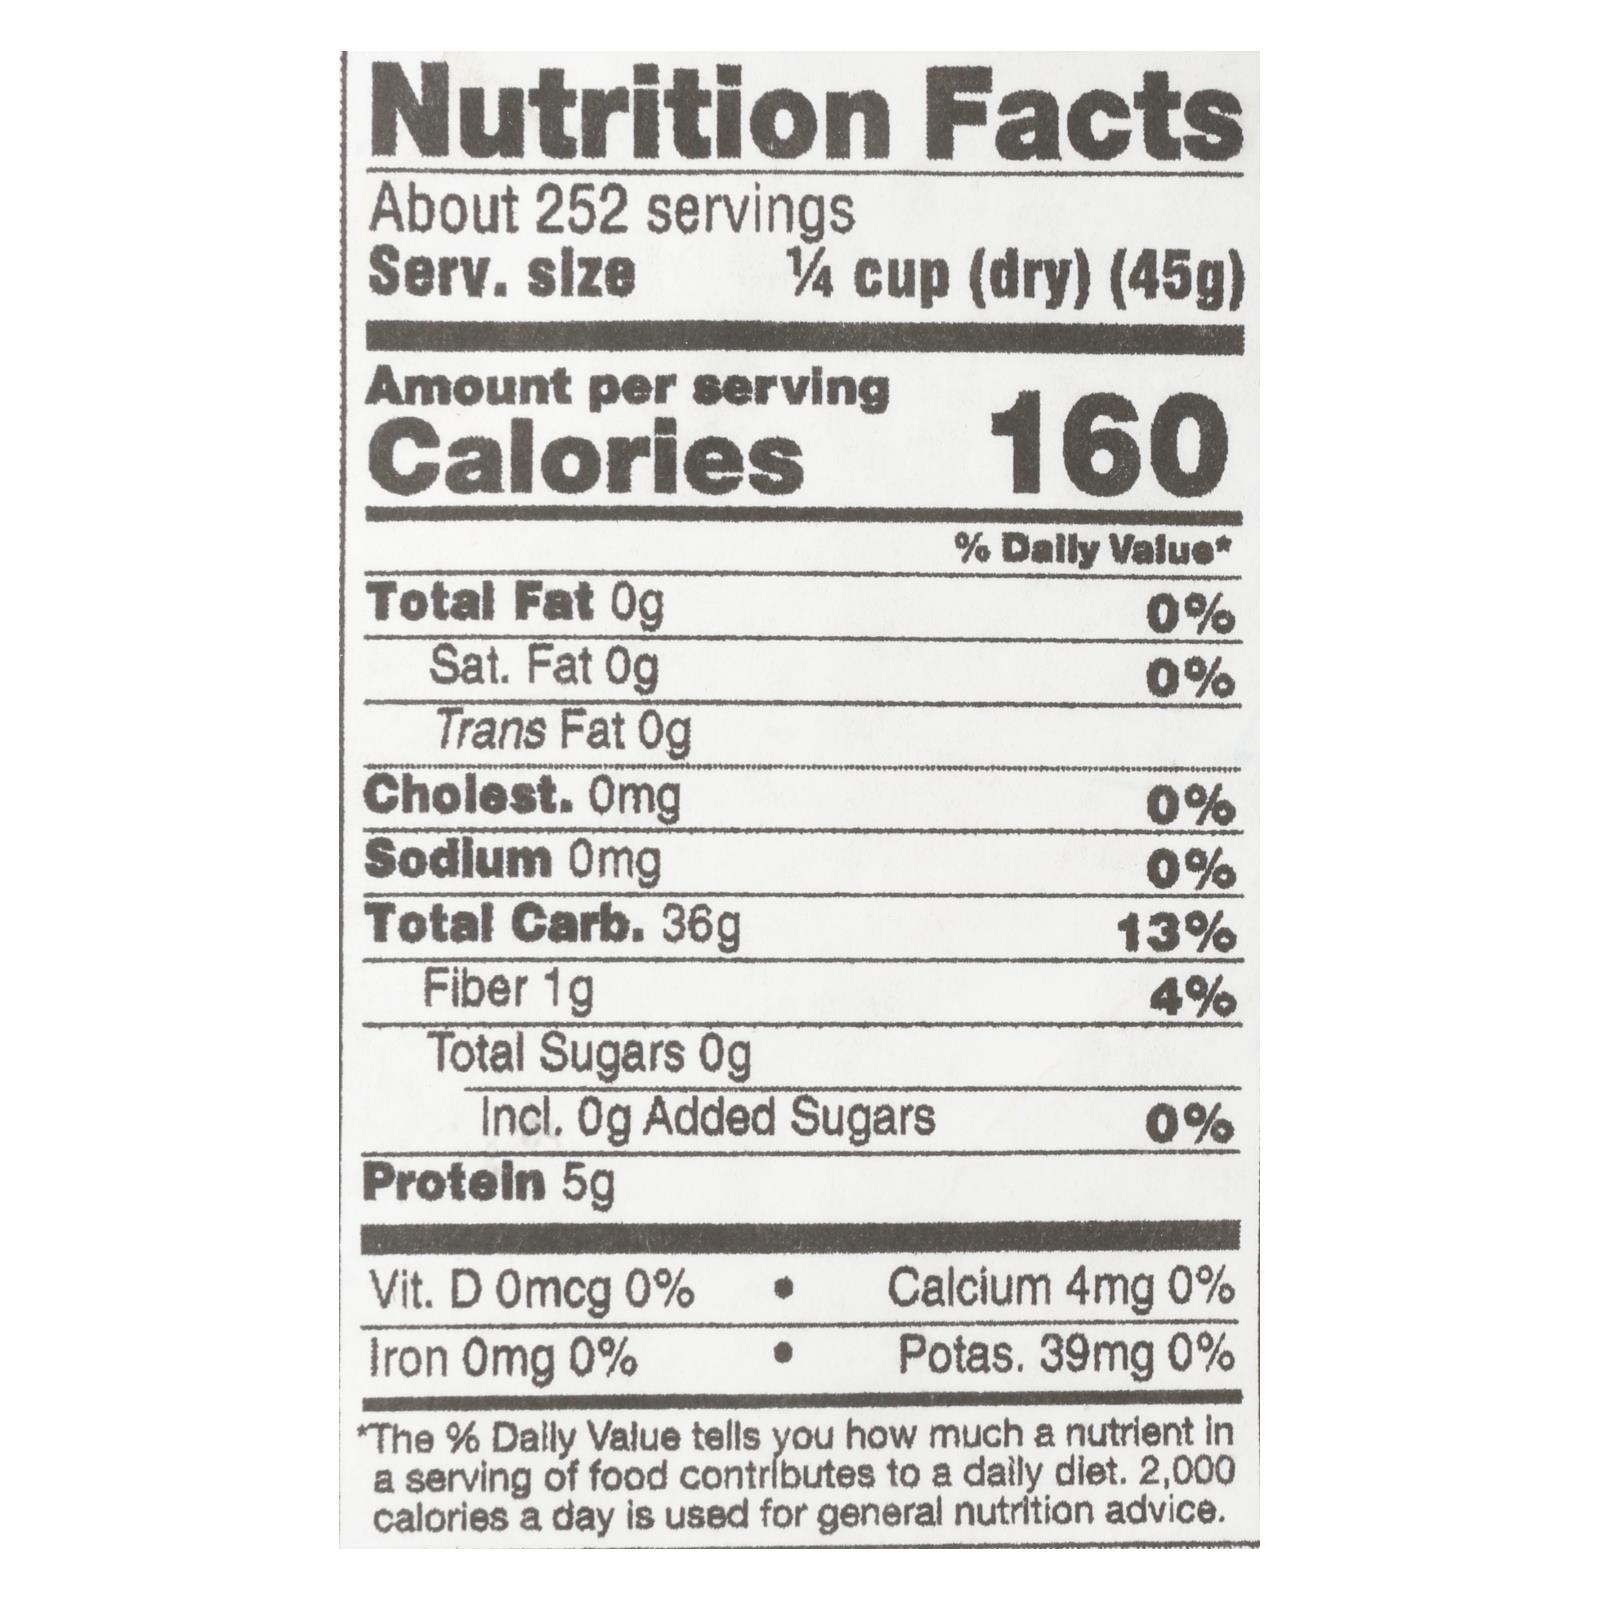 Nutrition Facts
About 252 servings
Serv. size ¼ cup (dry) (45g)
Amount per serving
Calories 160
% Daily Value*
Total Fat 0g 0%
Sat. Fat 0g 0%
Trans Fat 0g
Cholest. 0mg 0%
Sodium 0mg 0%
Total Carb. 36g 13%
Fiber 1g 4%
Total Sugars 0g
Incl. 0g Added Sugars 0%
Protein 5g
Vit. D 0mcg 0% • Calcium 4mg 0%
Iron 0mg 0% • Potas. 39mg 0%
*The % Daily Value tells you how much a nutrient in
a serving of food contributes to a daily diet. 2,000
calories a day is used for general nutrition advice.